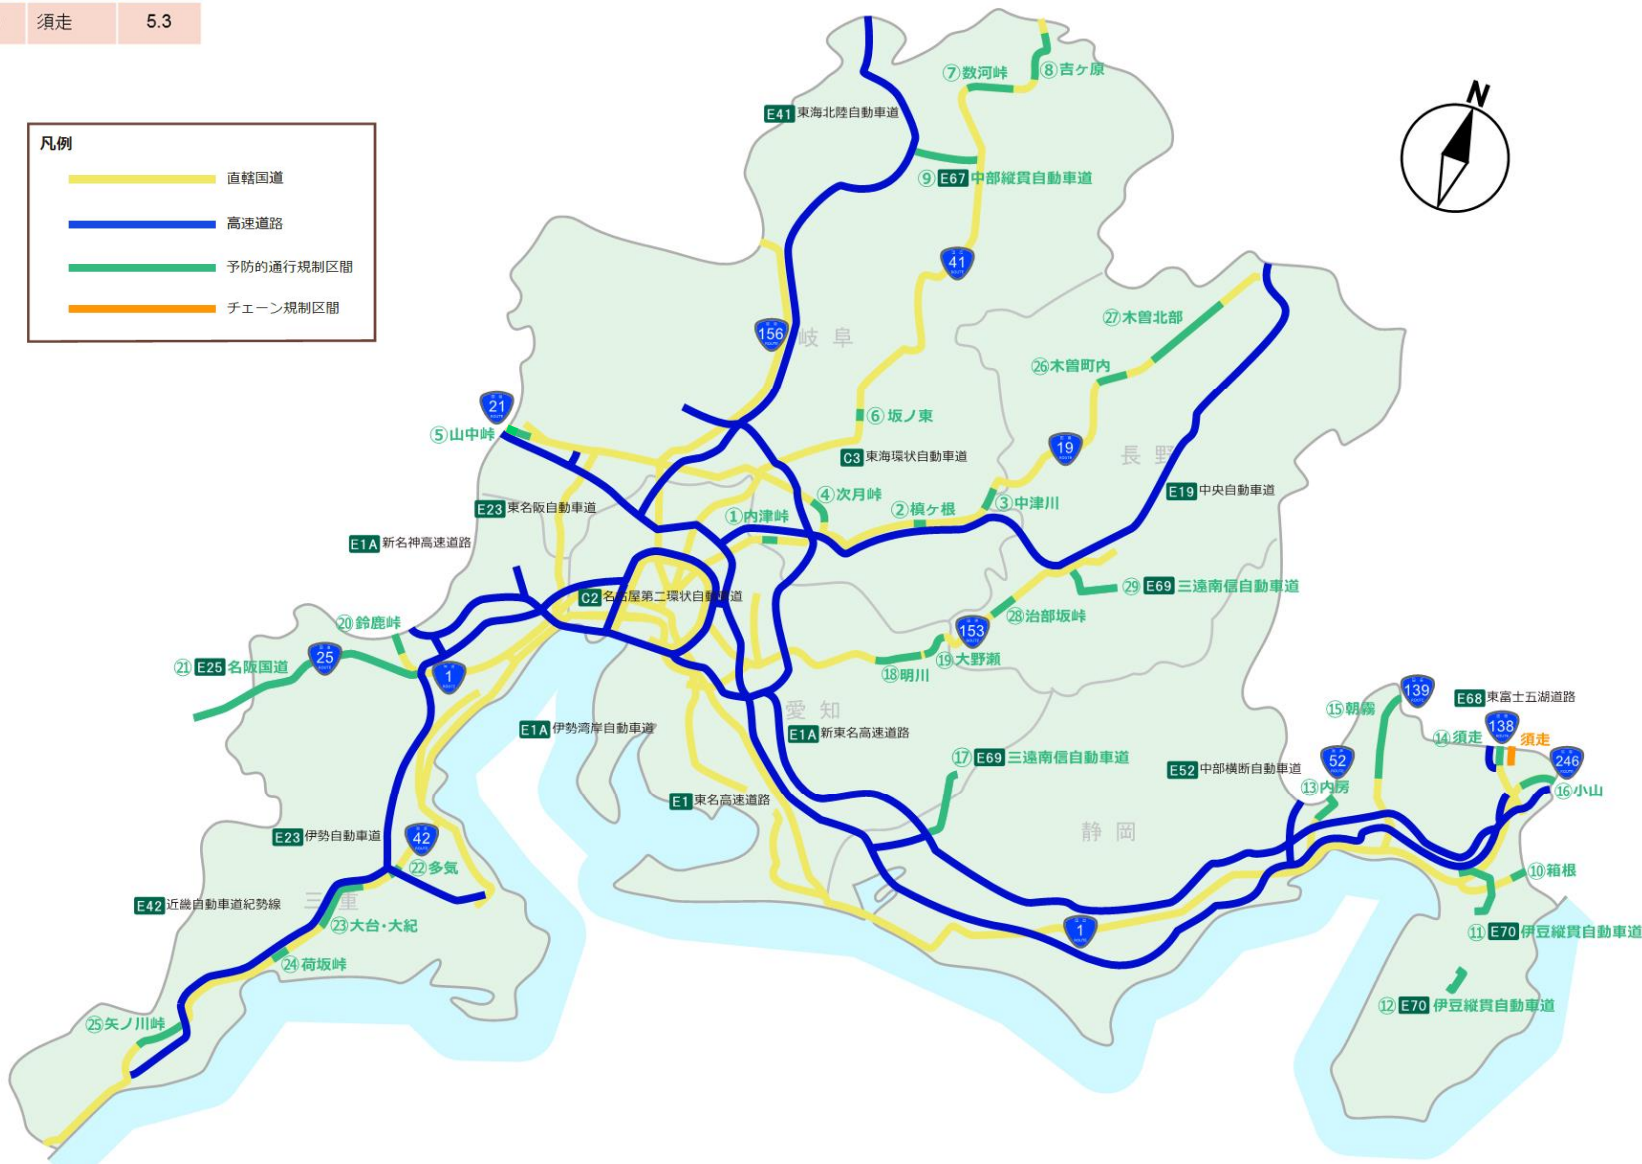 須走 5.3
凡例
直轄国道
高速道路
予防的通行規制区間
チェーン規制区間
N
⑦数河峠
⑧吉ヶ原
E41 東海北陸自動車道
⑨ E67 中部縦貫自動車道
41
156
岐阜
㉗木曽北部
㉖木曽町内
21
⑤山中峠
⑥坂ノ東
19
長野
C3 東海環状自動車道
E19 中央自動車道
④次月峠
②槙ヶ根
③中津川
E23 東名阪自動車道
①内津峠
E1A 新名神高速道路
C2 名古屋第二環状自動車道
㉙ E69 三遠南信自動車道
⑳鈴鹿峠
㉘治部坂峠
153
25
㉑ E25 名阪国道
1
⑲大野瀬
⑱明川
愛知
139
⑮朝霧
E68 東富士五湖道路
138
⑭須走
須走
E1A 伊勢湾岸自動車道
E1A 新東名高速道路
⑰ E69 三遠南信自動車道
E52 中部横断自動車道
52
246
⑬内房
⑯小山
E1 東名高速道路
静岡
E23 伊勢自動車道
42
㉒多気
⑩箱根
E42 近畿自動車道紀勢線
三重
㉓大台・大紀
1
⑪ E70 伊豆縦貫自動車道
㉔荷坂峠
⑫ E70 伊豆縦貫自動車道
㉕矢ノ川峠